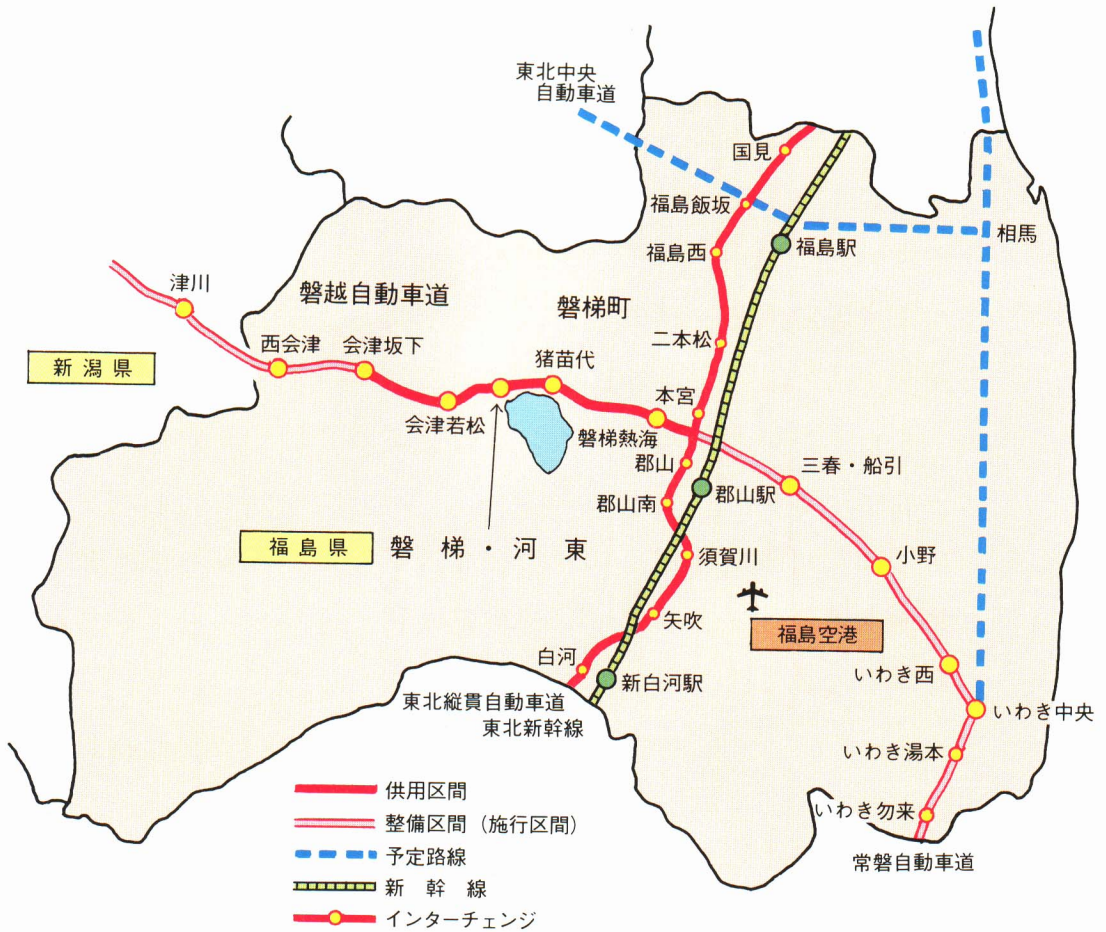 東北中央
自動車道
国見
福島飯坂
相馬
福島西
福島駅
津川
磐越自動車道
磐梯町
西会津
会津坂下
猪苗代
二本松
新潟県
本宮
会津若松
磐梯熱海
郡山
三春・船引
郡山駅
郡山南
福島県
磐梯・河東
須賀川
小野
矢吹
福島空港
白河
新白河駅
いわき西
東北縦貫自動車道
東北新幹線
いわき中央
いわき湯本
いわき勿来
常磐自動車道
供用区間
整備区間(施行区間)
予定路線
新幹線
インターチェンジ